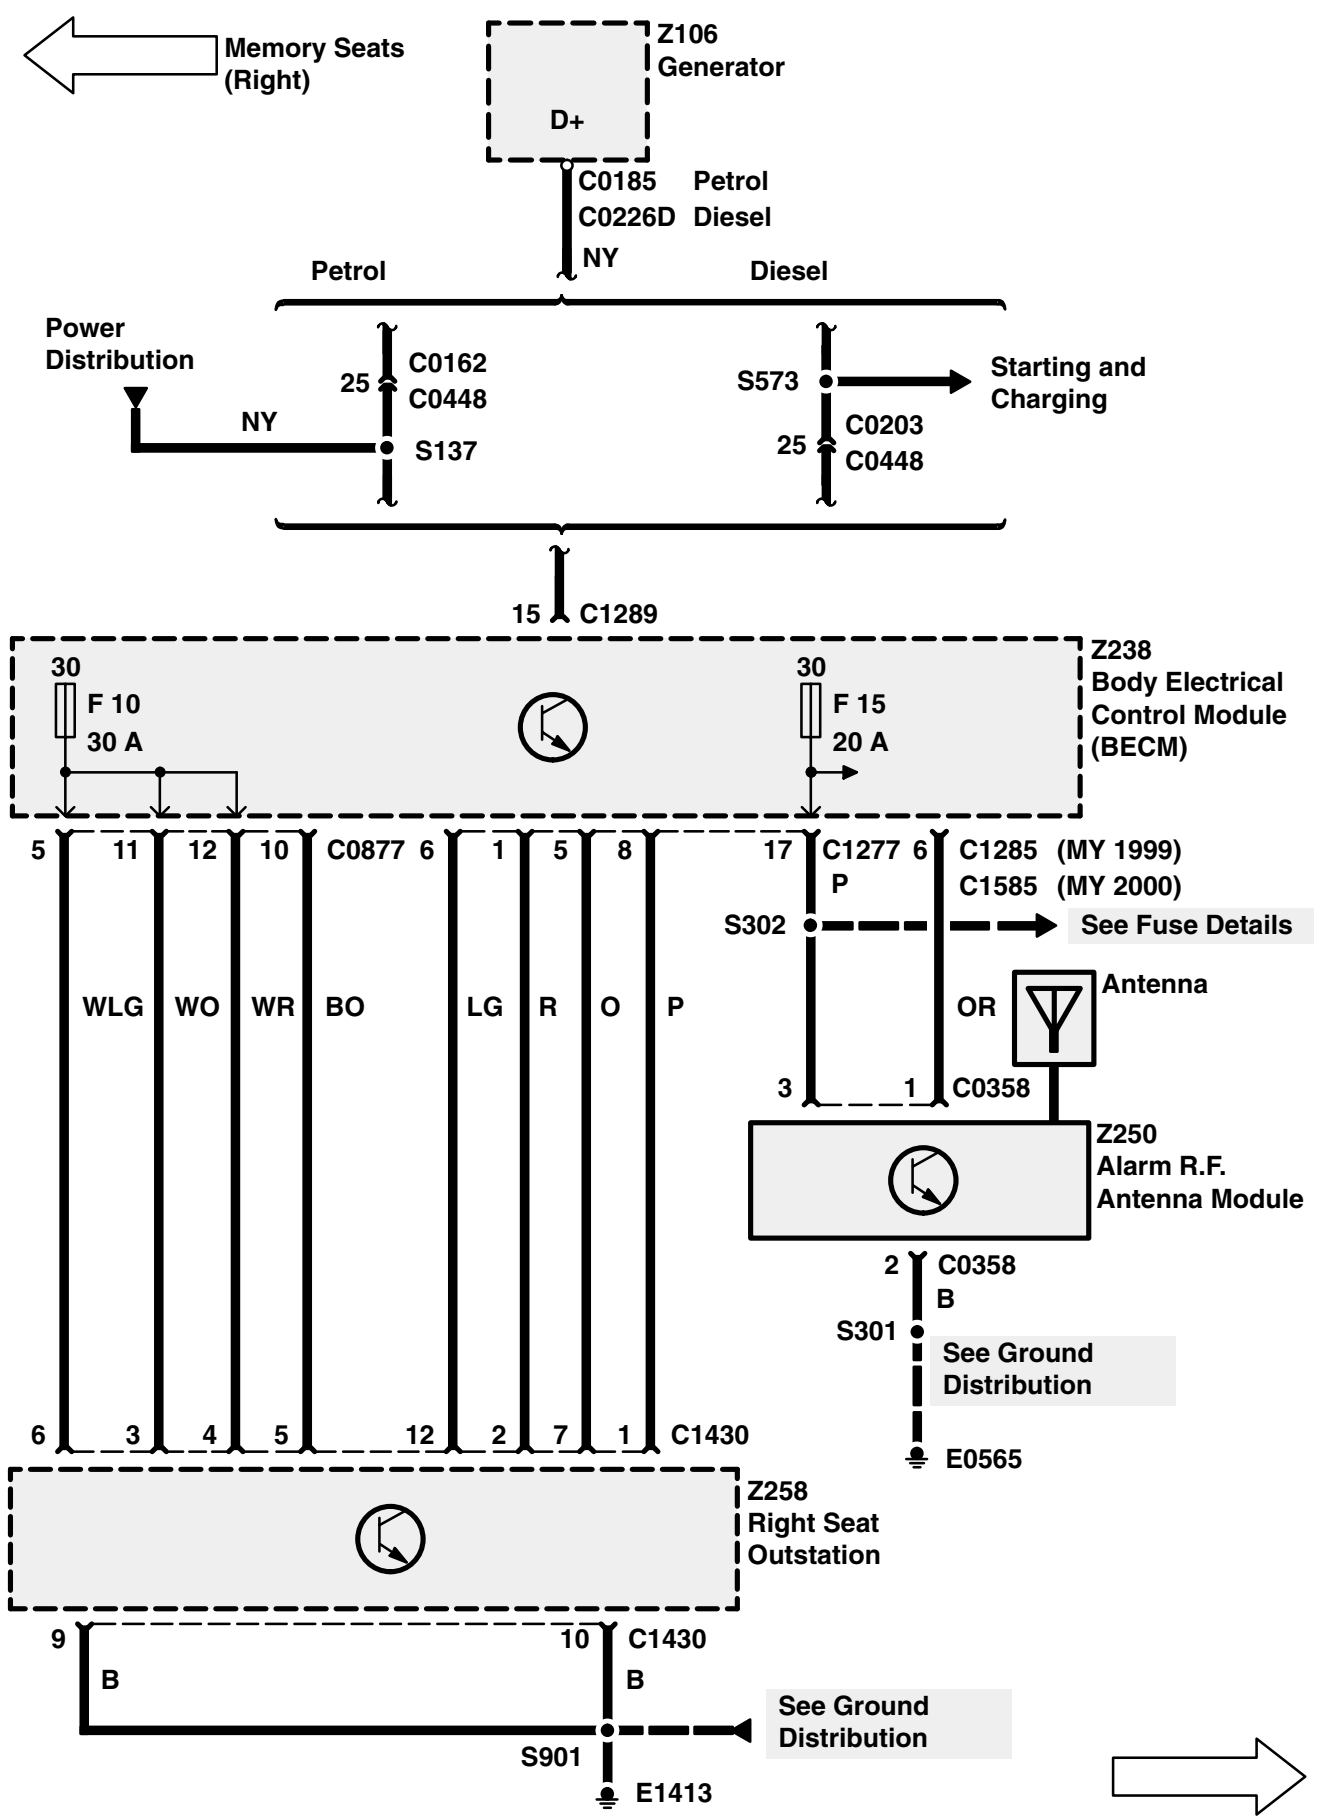 Memory Seats
(Right)
Z106
Generator
D+
C0185 Petrol
C0226D Diesel
NY
Petrol
Diesel
Power
Distribution
NY
25
C0162
C0448
S137
S573
Starting and
Charging
25
C0203
C0448
15 C1289
Z238
Body Electrical
Control Module
(BECM)
30
F 10
30 A
30
F 15
20 A
5 11 12 10 C0877 6 1 5 8 17 C1277 6 C1285 (MY 1999)
P C1585 (MY 2000)
S302
See Fuse Details
Antenna
WLG WO WR BO LG R O P OR
3 1 C0358
Z250
Alarm R.F.
Antenna Module
2 C0358
B
S301
See Ground
Distribution
E0565
6 3 4 5 12 2 7 1 C1430
Z258
Right Seat
Outstation
9 10 C1430
B B
S901
See Ground
Distribution
E1413